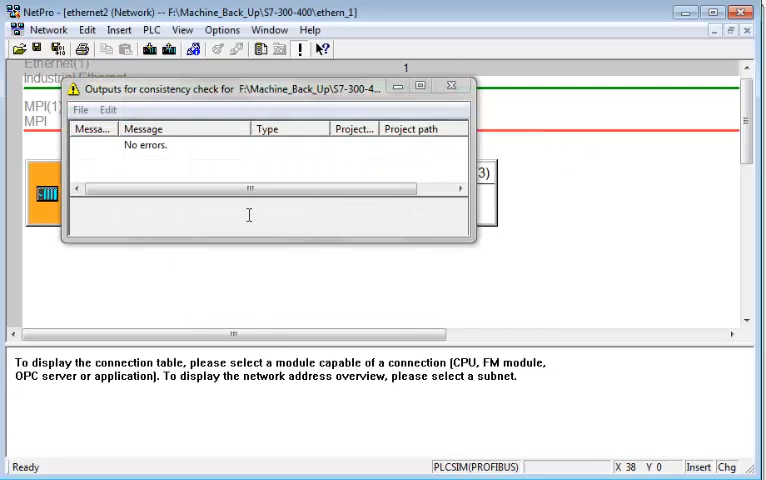 NetPro - [ethernet2 (Network) -- F:\Machine_Back_Up\S7-300-400\ethern_1]
Network Edit Insert PLC View Options Window Help
Ethernet(1)
1
Industrial Ethernet
Outputs for consistency check for F:\Machine_Back_Up\S7-300-4...
MPI(1)
MPI
File Edit
Messa... Message Type Project... Project path
No errors.
3)
To display the connection table, please select a module capable of a connection (CPU, FM module,
OPC server or application). To display the network address overview, please select a subnet.
Ready PLCSIM(PROFIBUS) X 38 Y 0 Insert Chg